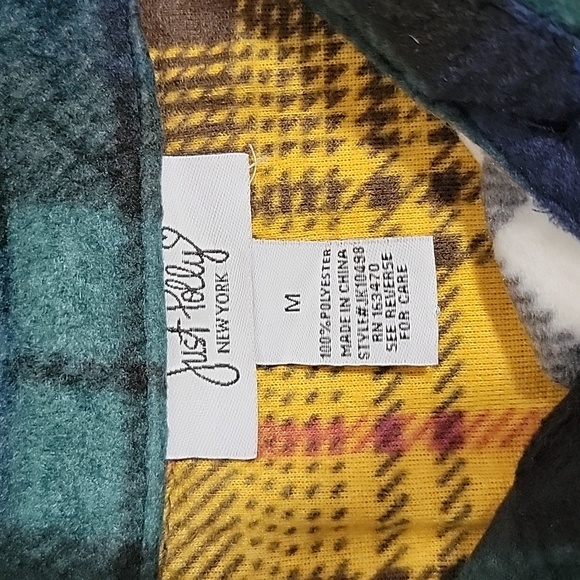 Just Polly
NEW YORK
M
100% POLYESTER
MADE IN CHINA
STYLE#:JK10498
RN 163470
SEE REVERSE
FOR CARE